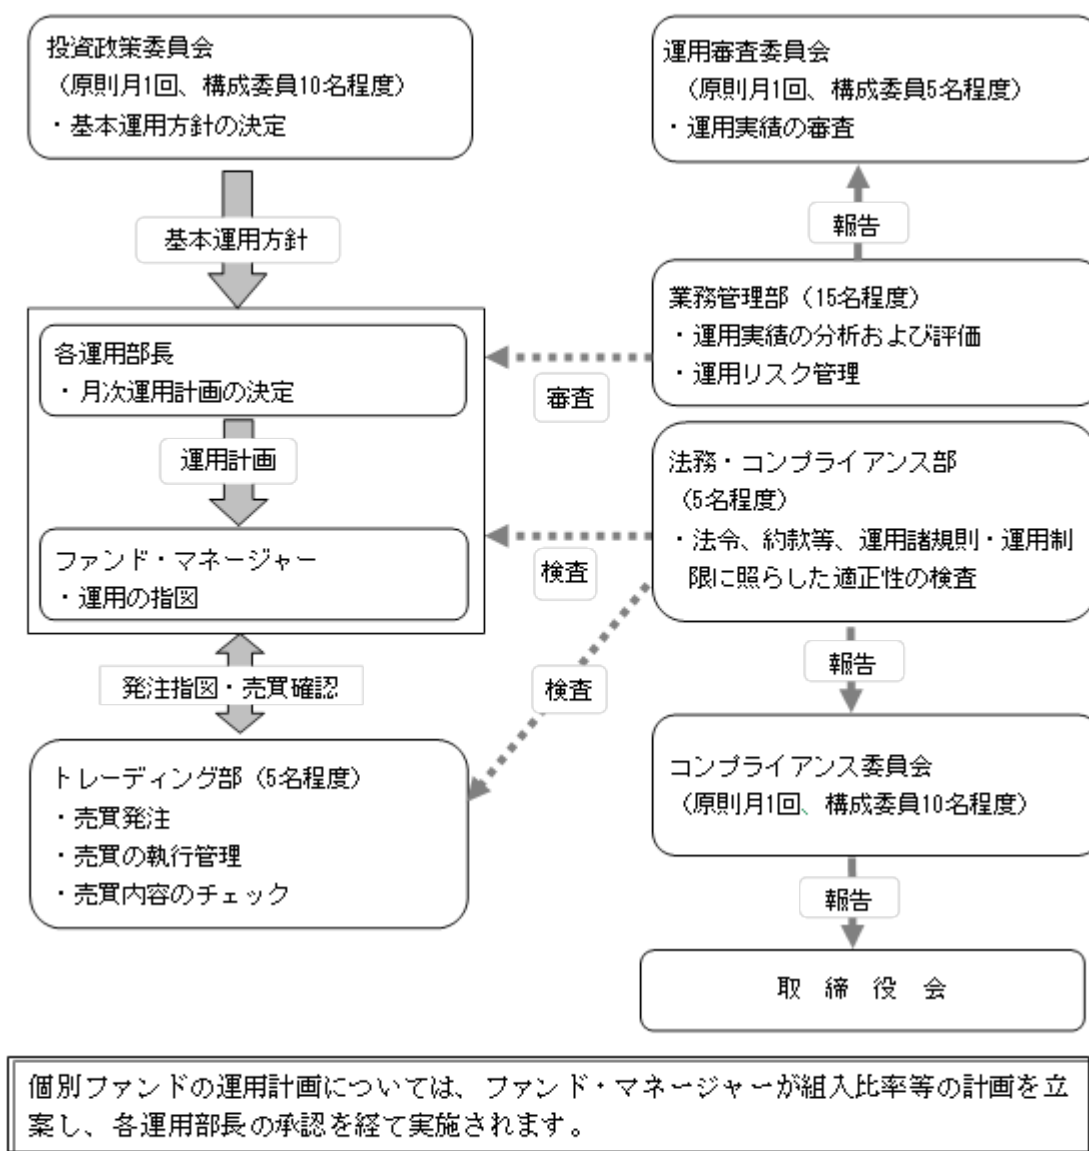 投資政策委員会
（原則月1回、構成委員10名程度）
・基本運用方針の決定
基本運用方針
各運用部長
・月次運用計画の決定
運用計画
ファンド・マネージャー
・運用の指図
発注指図・売買確認
トレーディング部（5名程度）
・売買発注
・売買の執行管理
・売買内容のチェック
運用審査委員会
（原則月1回、構成委員5名程度）
・運用実績の審査
報告
業務管理部（15名程度）
・運用実績の分析および評価
・運用リスク管理
審査
法務・コンプライアンス部
（5名程度）
・法令、約款等、運用諸規則・運用制
限に照らした適正性の検査
検査
検査
報告
コンプライアンス委員会
（原則月1回、構成委員10名程度）
報告
取 締 役 会
個別ファンドの運用計画については、ファンド・マネージャーが組入比率等の計画を立
案し、各運用部長の承認を経て実施されます。